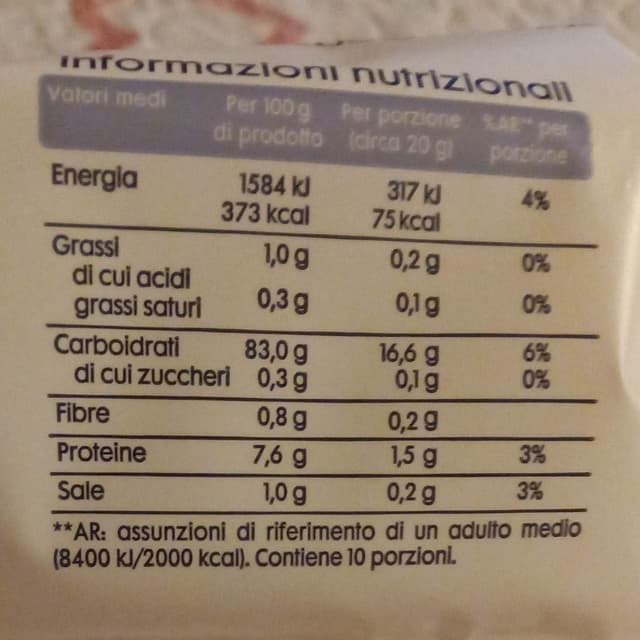 Informazioni nutrizionali
Valori medi Per 100 g di prodotto Per porzione (circa 20 g) %AR** per porzione
Energia 1584 kJ 317 kJ 4%
373 kcal 75 kcal
Grassi 1,0 g 0,2 g 0%
di cui acidi
grassi saturi 0,3 g 0,1 g 0%
Carboidrati 83,0 g 16,6 g 6%
di cui zuccheri 0,3 g 0,1 g 0%
Fibre 0,8 g 0,2 g
Proteine 7,6 g 1,5 g 3%
Sale 1,0 g 0,2 g 3%
**AR: assunzioni di riferimento di un adulto medio
(8400 kJ/2000 kcal). Contiene 10 porzioni.